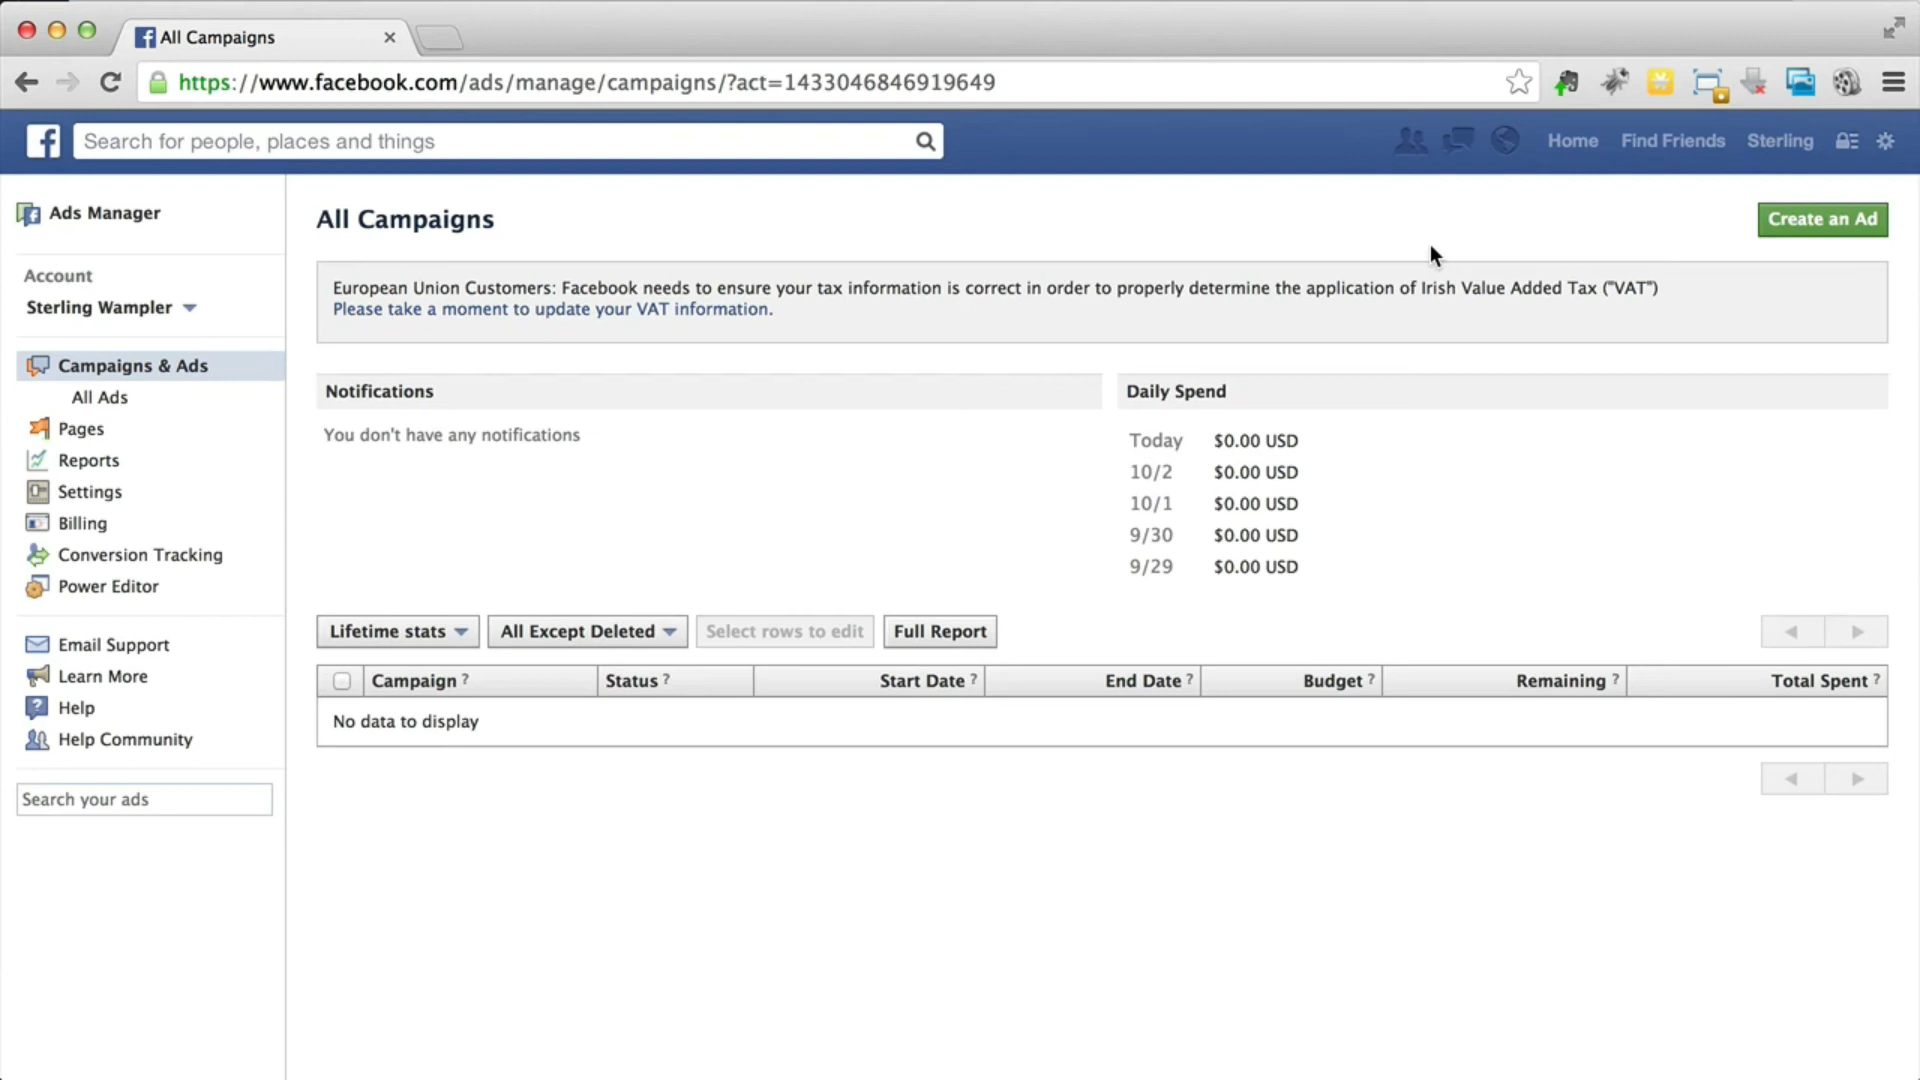 All Campaigns
https://www.facebook.com/ads/manage/campaigns/?act=1433046846919649
Search for people, places and things
Home Find Friends Sterling
Ads Manager
Account
Sterling Wampler
Campaigns & Ads
All Ads
Pages
Reports
Settings
Billing
Conversion Tracking
Power Editor
Email Support
Learn More
Help
Help Community
Search your ads
All Campaigns
Create an Ad
European Union Customers: Facebook needs to ensure your tax information is correct in order to properly determine the application of Irish Value Added Tax ("VAT")
Please take a moment to update your VAT information.
Notifications
You don't have any notifications
Daily Spend
Today $0.00 USD
10/2 $0.00 USD
10/1 $0.00 USD
9/30 $0.00 USD
9/29 $0.00 USD
Lifetime stats All Except Deleted Select rows to edit Full Report
Campaign ? Status ? Start Date ? End Date ? Budget ? Remaining ? Total Spent ?
No data to display